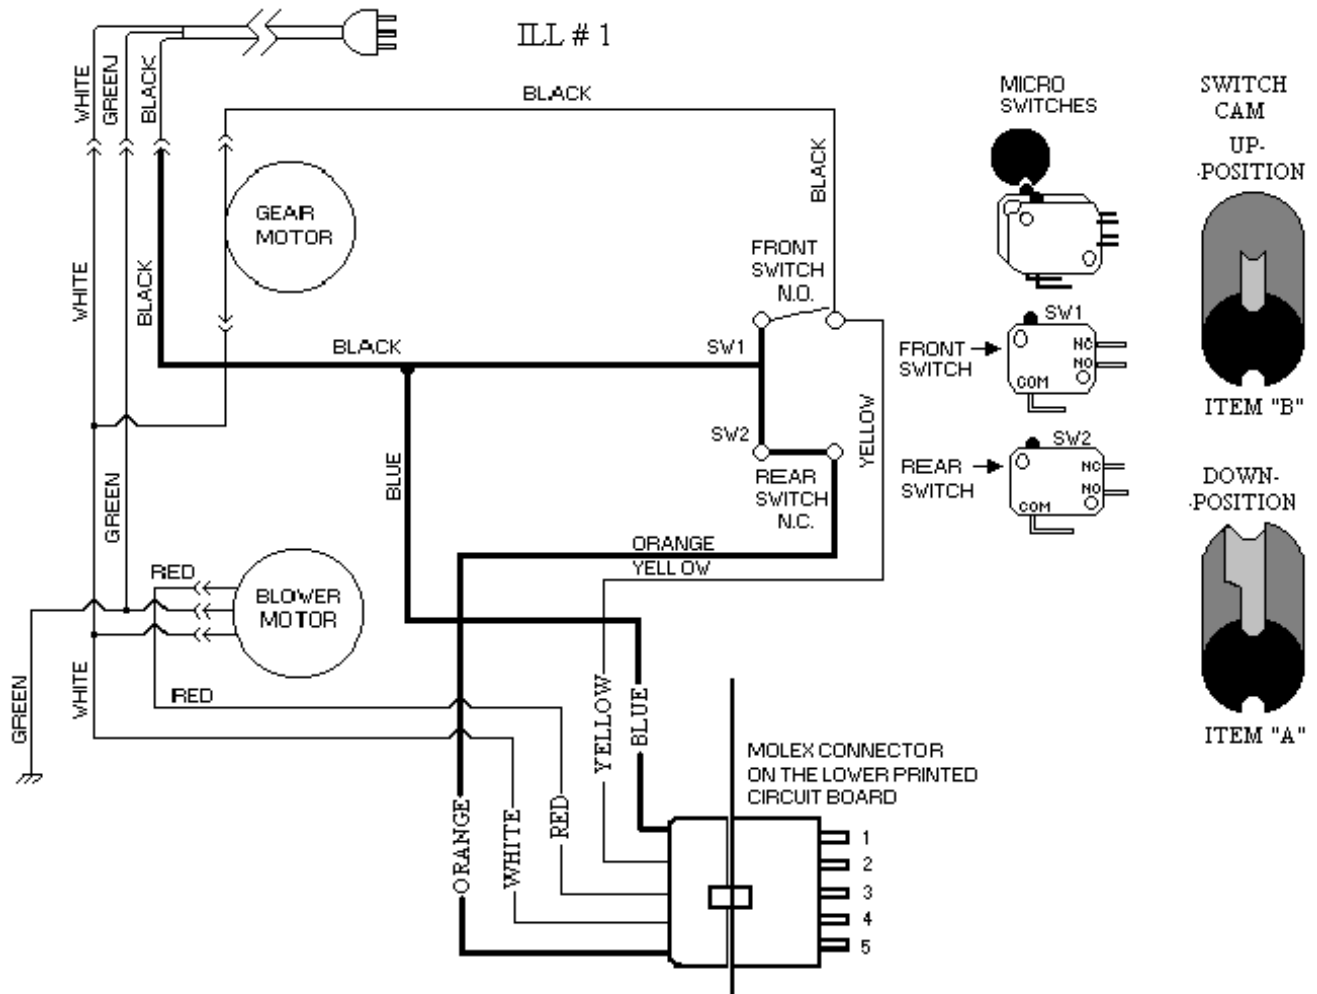 ILL # 1
WHITE
GREEN
BLACK
BLACK
MICRO
SWITCHES
SWITCH
CAM
UP-
-POSITION
BLACK
GEAR
MOTOR
WHITE
BLACK
FRONT
SWITCH
N.O.
BLACK
SW1
SW1
NC
NO
COM
FRONT
SWITCH
ITEM "B"
YELLOW
SW2
BLUE
REAR
SWITCH
N.C.
SW2
NC
NO
COM
REAR
SWITCH
DOWN-
-POSITION
GREEN
ORANGE
YELLOW
RED
BLOWER
MOTOR
GREEN
WHITE
RED
YELLOW
BLUE
ITEM "A"
MOLEX CONNECTOR
ON THE LOWER PRINTED
CIRCUIT BOARD
ORANGE
WHITE
RED
1
2
3
4
5